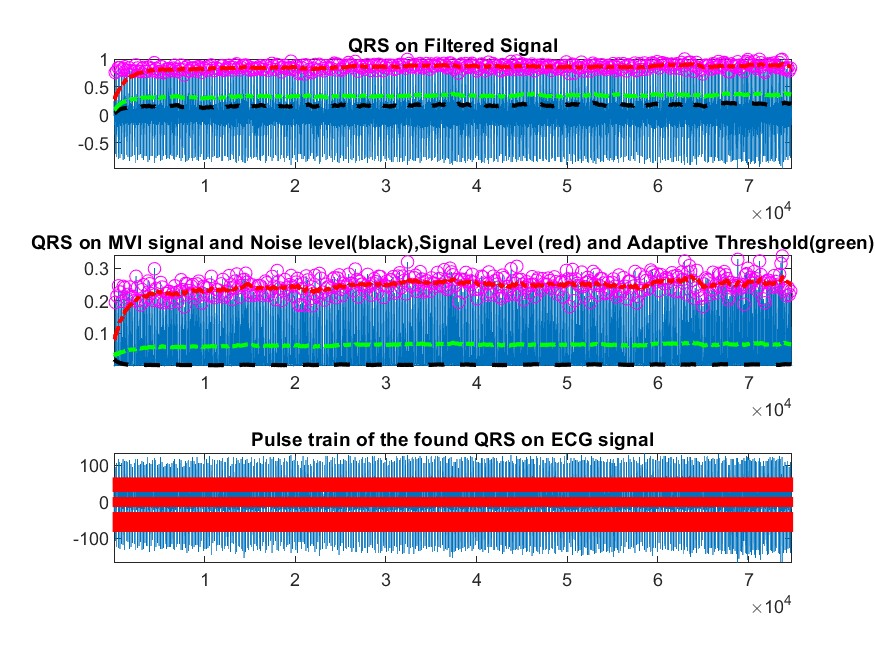 QRS on Filtered Signal
1
0.5
0
-0.5
1 2 3 4 5 6 7
×10^4
QRS on MVI signal and Noise level(black),Signal Level (red) and Adaptive Threshold(green)
0.3
0.2
0.1
1 2 3 4 5 6 7
×10^4
Pulse train of the found QRS on ECG signal
100
0
-100
1 2 3 4 5 6 7
×10^4